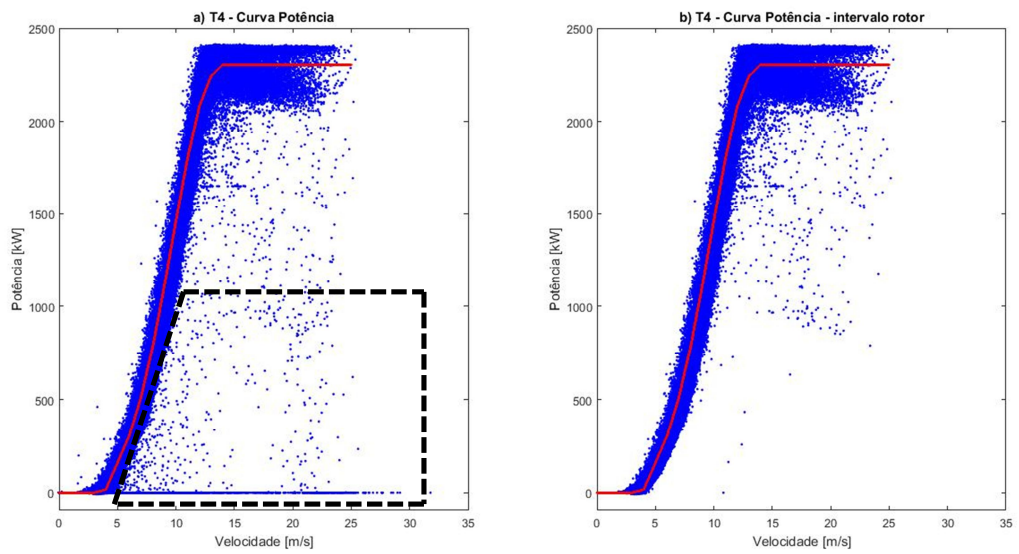 a) T4 - Curva Potência
2500
2000
1500
1000
500
0
Potência [kW]
0 5 10 15 20 25 30 35
Velocidade [m/s]
b) T4 - Curva Potência - intervalo rotor
2500
2000
1500
1000
500
0
Potência [kW]
0 5 10 15 20 25 30 35
Velocidade [m/s]